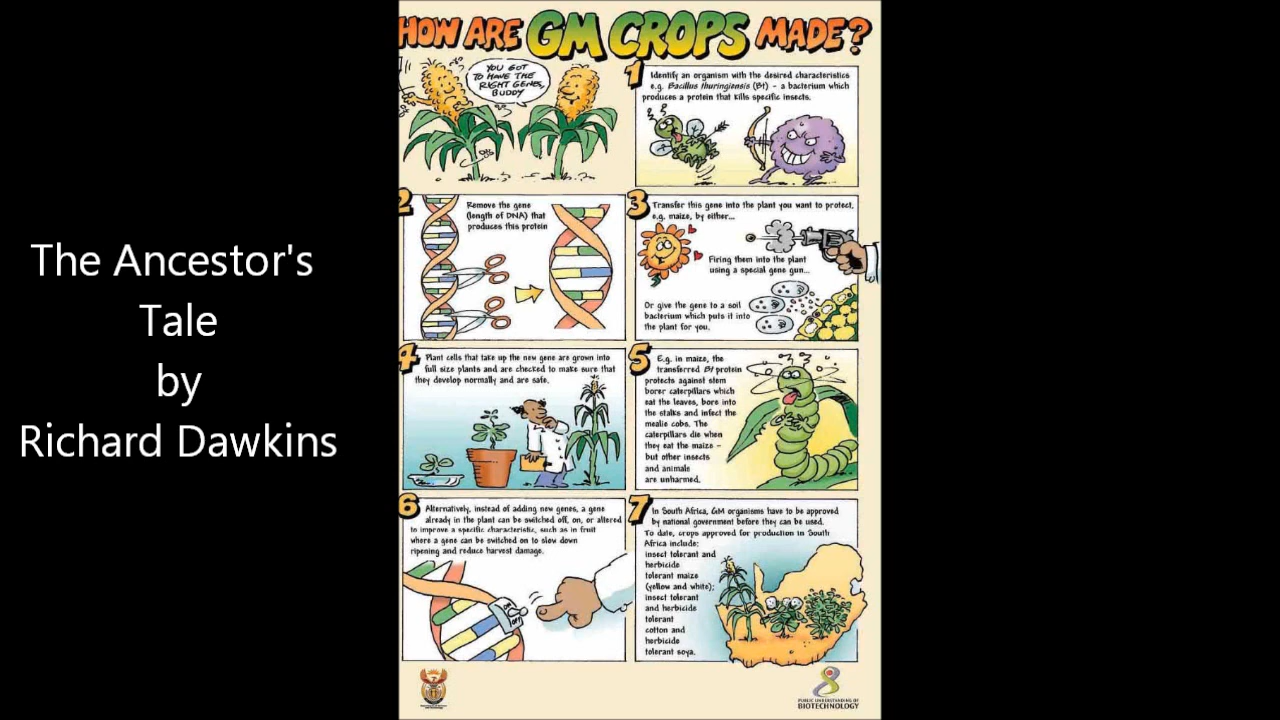 The Ancestor's
Tale
by
Richard Dawkins
HOW ARE GM CROPS MADE?
YOU GOT
TO HAVE THE
RIGHT GENES,
BUDDY
1
Identify an organism with the desired characteristics
e.g. Bacillus thuringiensis (Bt) - a bacterium which
produces a protein that kills specific insects.
2
Remove the gene
(length of DNA) that
produces this protein
3
Transfer this gene into the plant you want to protect,
e.g. maize, by either...
Firing them into the plant
using a special gene gun...
Or give the gene to a soil
bacterium which puts it into
the plant for you.
4
Plant cells that take up the new gene are grown into
full size plants and are checked to make sure that
they develop normally and are safe.
5
E.g. in maize, the
transferred Bt protein
protects against stem
borer caterpillars which
eat the leaves, bore into
the stalks and infect the
mealie cobs. The
caterpillars die when
they eat the maize -
but other insects
and animals
are unharmed.
6
Alternatively, instead of adding new genes, a gene
already in the plant can be switched off, on, or altered
to improve a specific characteristic, such as in fruit
where a gene can be switched on to slow down
ripening and reduce harvest damage.
ON
OFF
7
In South Africa, GM organisms have to be approved
by national government before they can be used.
To date, crops approved for production in South
Africa include:
insect tolerant and
herbicide
tolerant maize
(yellow and white);
insect tolerant
and herbicide
tolerant
cotton and
herbicide
tolerant soya.
PUBLIC UNDERSTANDING OF
BIOTECHNOLOGY